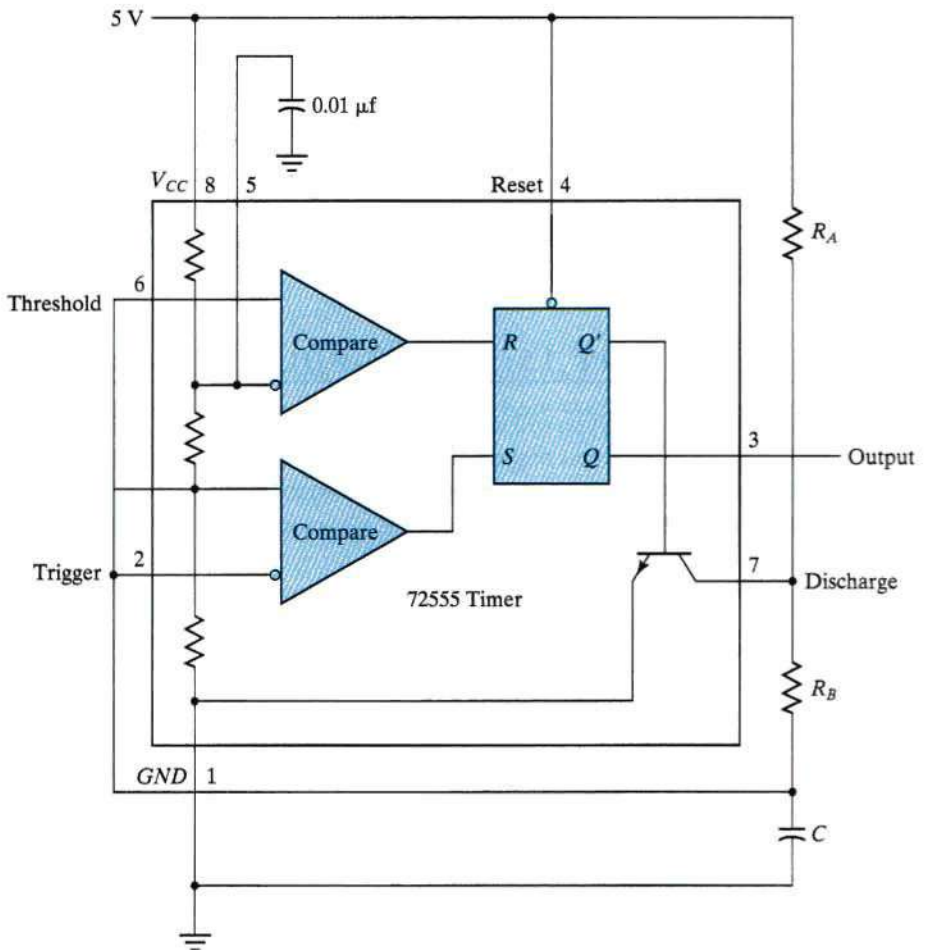 5 V
0.01 μf
V_CC 8 5 Reset 4
R_A
6
Threshold
Compare R Q'
3
S Q Output
Compare
2
Trigger 7 Discharge
72555 Timer
R_B
GND 1
C